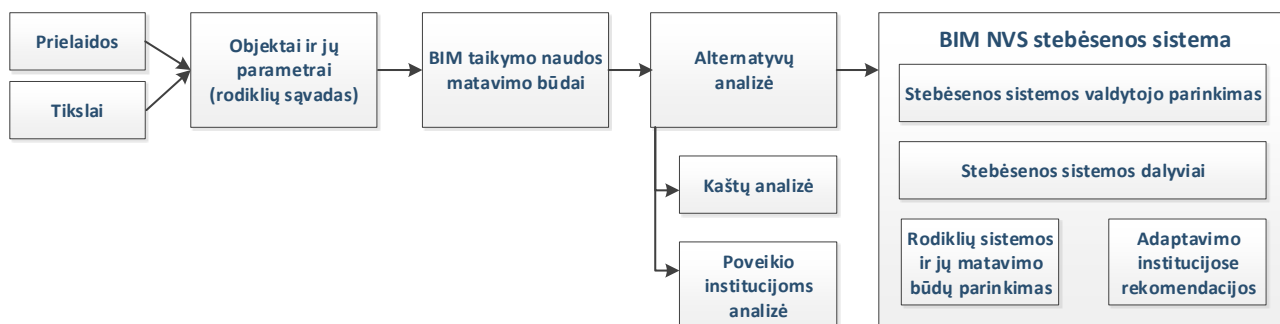 Prielaidos
Tikslai
Objektai ir jų
parametrai
(rodiklių sąvadas)
BIM taikymo naudos
matavimo būdai
Alternatyvų
analizė
Kaštų analizė
Poveikio
institucijoms
analizė
BIM NVS stebėsenos sistema
Stebėsenos sistemos valdytojo parinkimas
Stebėsenos sistemos dalyviai
Rodiklių sistemos
ir jų matavimo
būdų parinkimas
Adaptavimo
institucijose
rekomendacijos